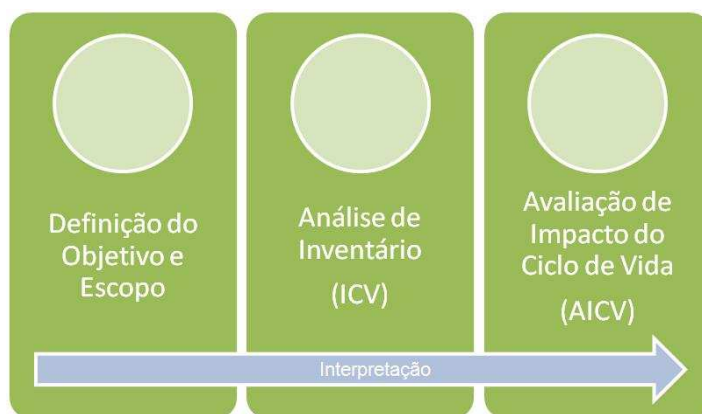 Definição do
Objetivo e
Escopo
Análise de
Inventário
(ICV)
Avaliação de
Impacto do
Ciclo de Vida
(AICV)
Interpretação